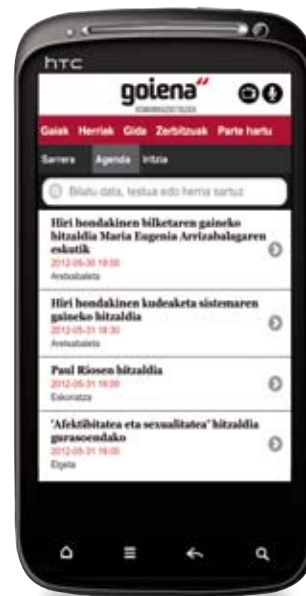 hTC
goiena“
Gaiak Herriak Gida Zerbitzuak Parte hartu
Sarrera Agenda Iritzia
Bilatu data, testua edo herria sartuz
Hiri hondakinen bilketaren gaineko
hitzaldia Maria Eugenia Arrizabalagaren
eskutik
2012-05-30 19:00
Aretxabaleta
Hiri hondakinen kudeaketa sistemaren
gaineko hitzaldia
2012-05-31 18:30
Aretxabaleta
Paul Riosen hitzaldia
2012-05-31 19:00
Eskoriatza
'Afektibitatea eta sexualitatea' hitzaldia
gurasoendako
2012-05-31 19:00
Elgeta